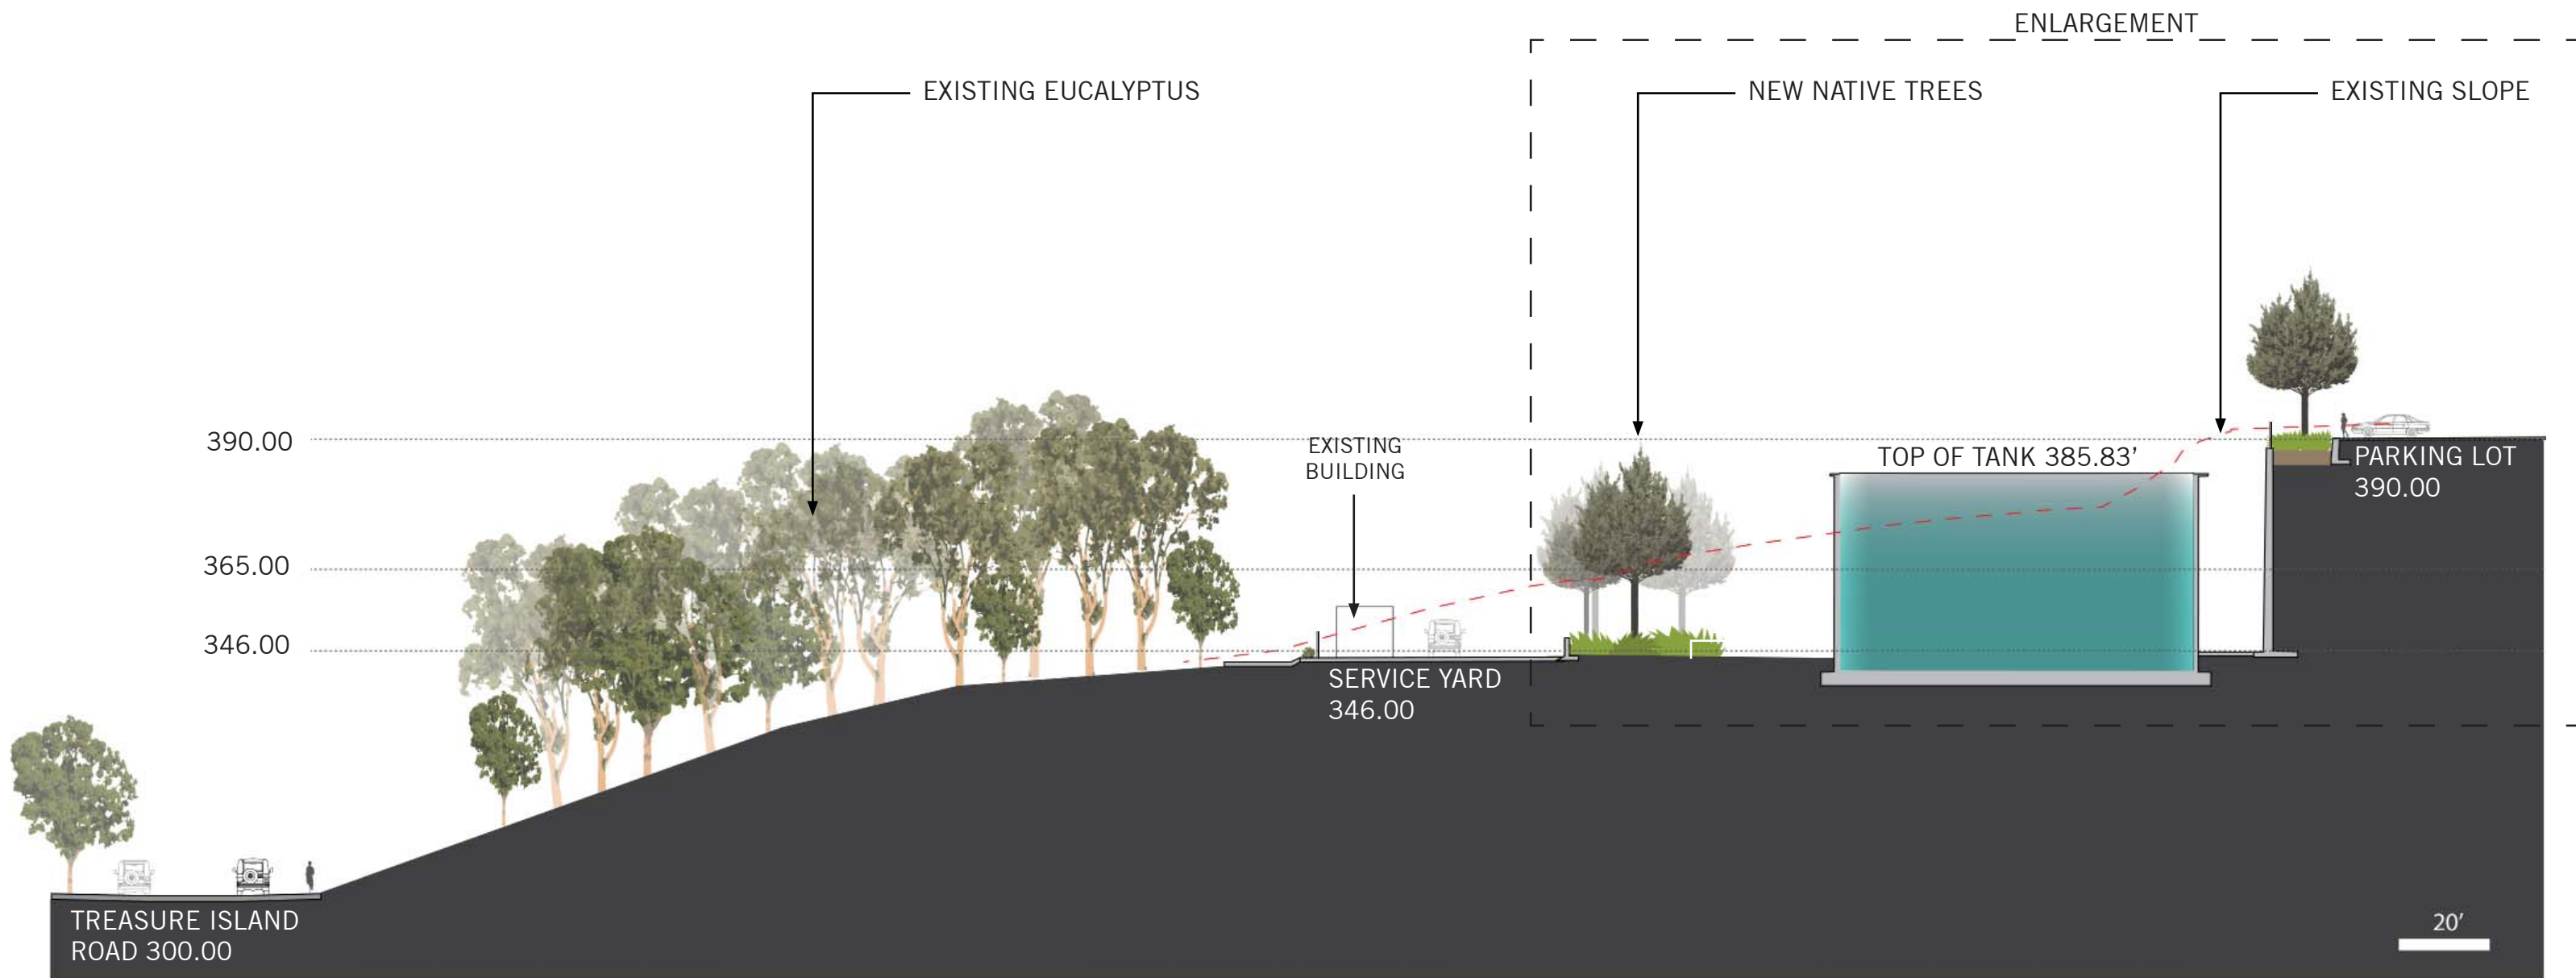 ENLARGEMENT
EXISTING EUCALYPTUS
NEW NATIVE TREES
EXISTING SLOPE
390.00
EXISTING
BUILDING
TOP OF TANK 385.83’
PARKING LOT
390.00
365.00
346.00
SERVICE YARD
346.00
TREASURE ISLAND
ROAD 300.00
20’